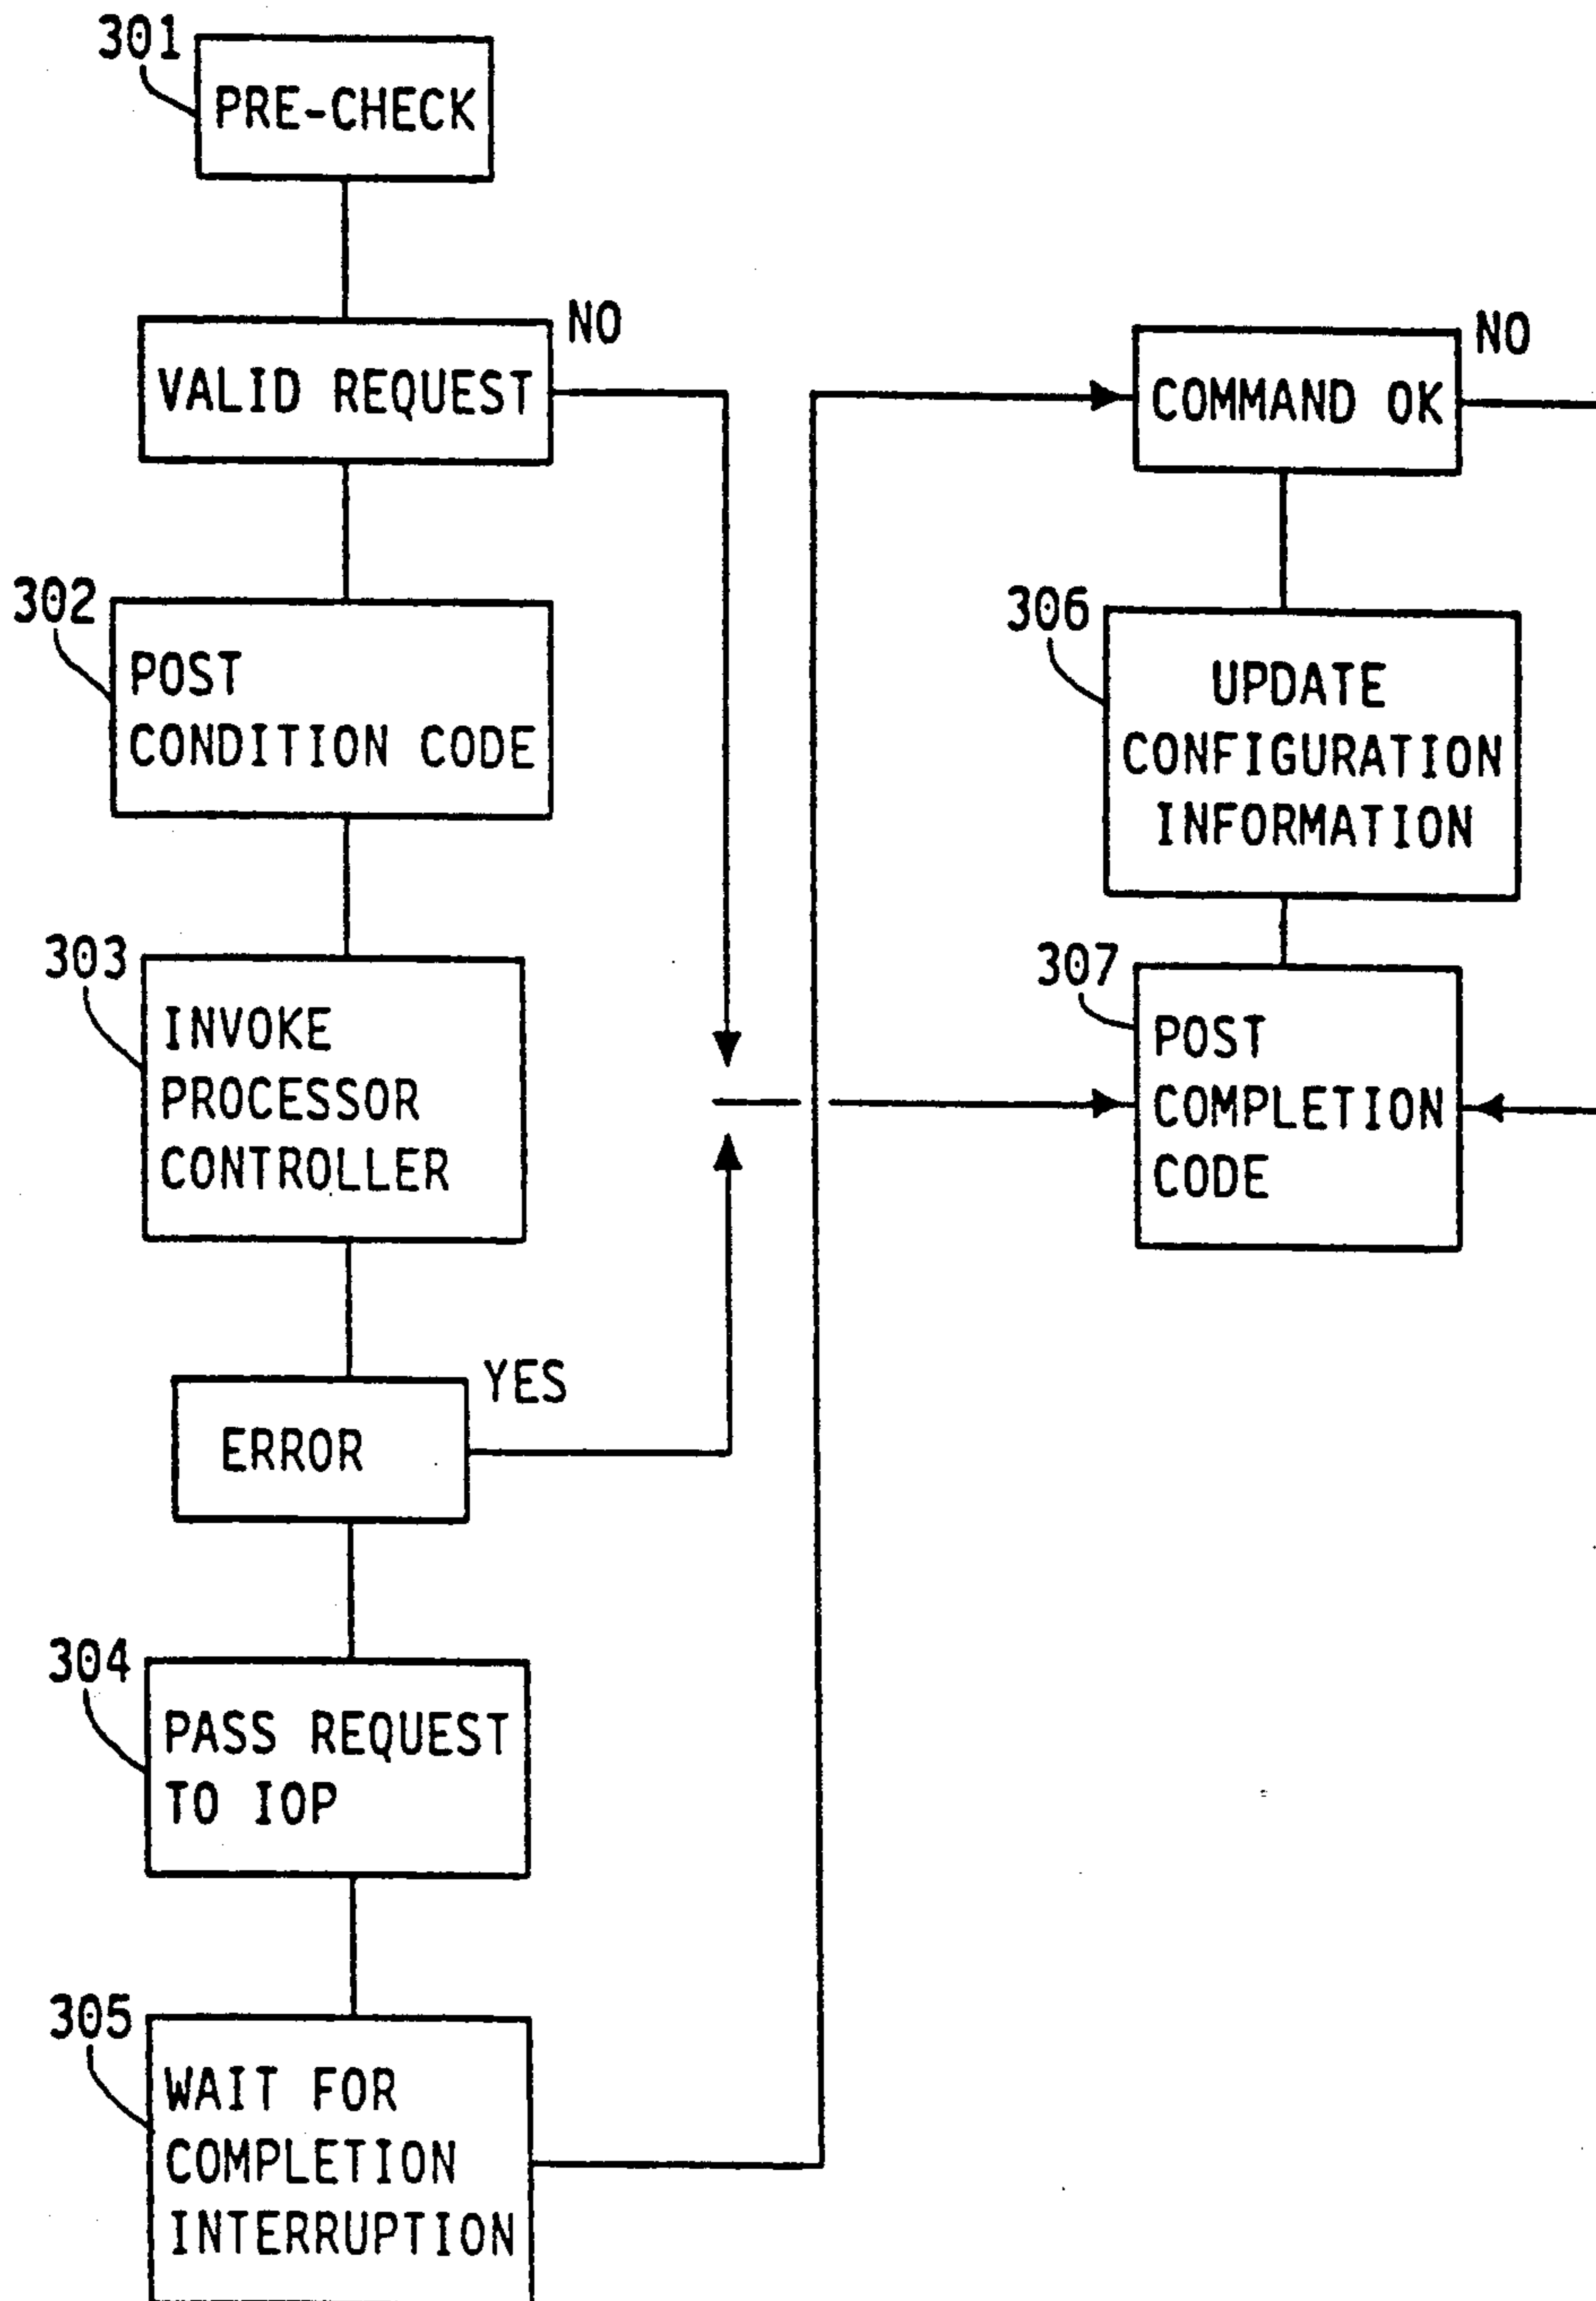 301
PRE-CHECK
NO
VALID REQUEST
302
POST
CONDITION CODE
303
INVOKE
PROCESSOR
CONTROLLER
YES
ERROR
304
PASS REQUEST
TO IOP
305
WAIT FOR
COMPLETION
INTERRUPTION
NO
COMMAND OK
306
UPDATE
CONFIGURATION
INFORMATION
307
POST
COMPLETION
CODE